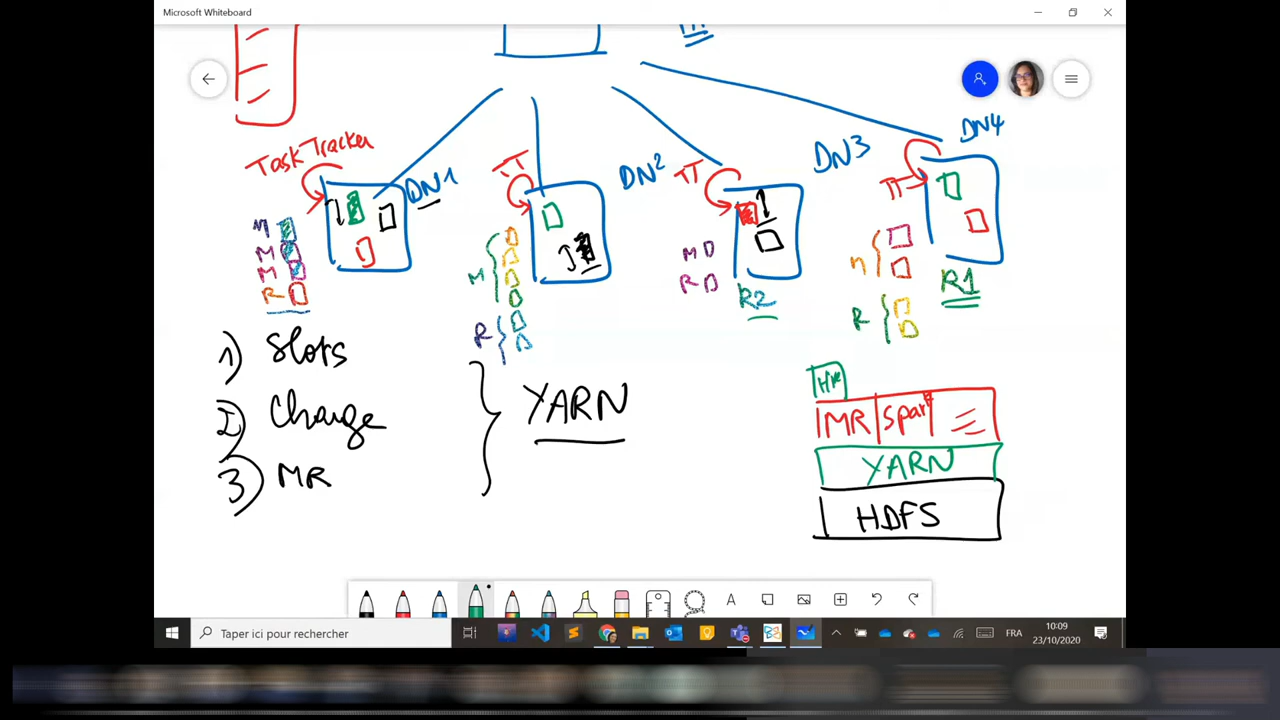 Microsoft Whiteboard
TaskTracker
DN1
TT
DN2
TT
DN3
TT
DN4
M
M
M
R
M
R
M
R
R2
M
R
R1
1) Slots
2) Charge
3) MR
YARN
MR
Spark
YARN
HDFS
A
Taper ici pour rechercher
FRA
10:09
23/10/2020